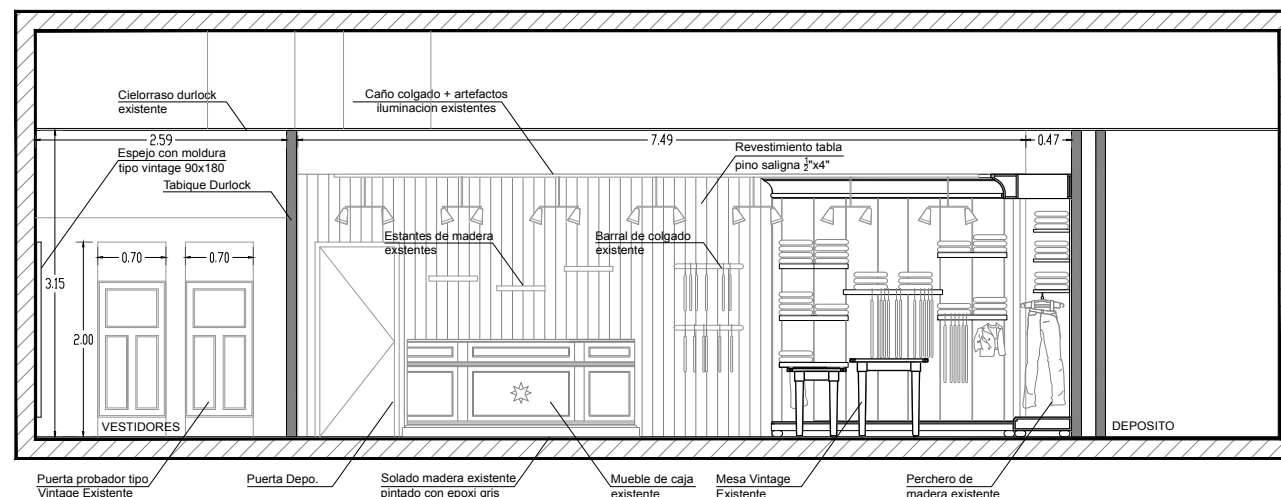 Cielorraso durlock
existente
Caño colgado + artefactos
iluminacion existentes
2.59
7.49
0.47
Espejo con moldura
tipo vintage 90x180
Revestimiento tabla
pino saligna ½"x4"
Tabique Durlock
Estantes de madera
exstentes
Barral de colgado
existente
0.70
0.70
3.15
2.00
VESTIDORES
DEPOSITO
Puerta probador tipo
Vintage Existente
Puerta Depo.
Solado madera existente
pintado con epoxi gris
Mueble de caja
existente
Mesa Vintage
Existente
Perchero de
madera existente